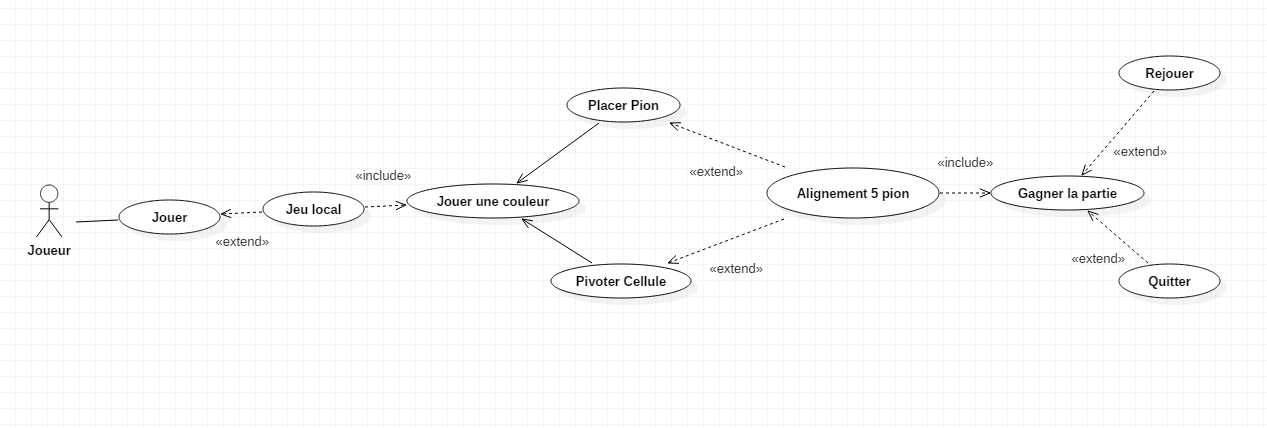 Rejouer
Placer Pion
«extend»
«include»
«extend»
«include»
Alignement 5 pion
Gagner la partie
Jouer une couleur
Jeu local
Jouer
«extend»
Joueur
«extend»
«extend»
Pivoter Cellule
Quitter